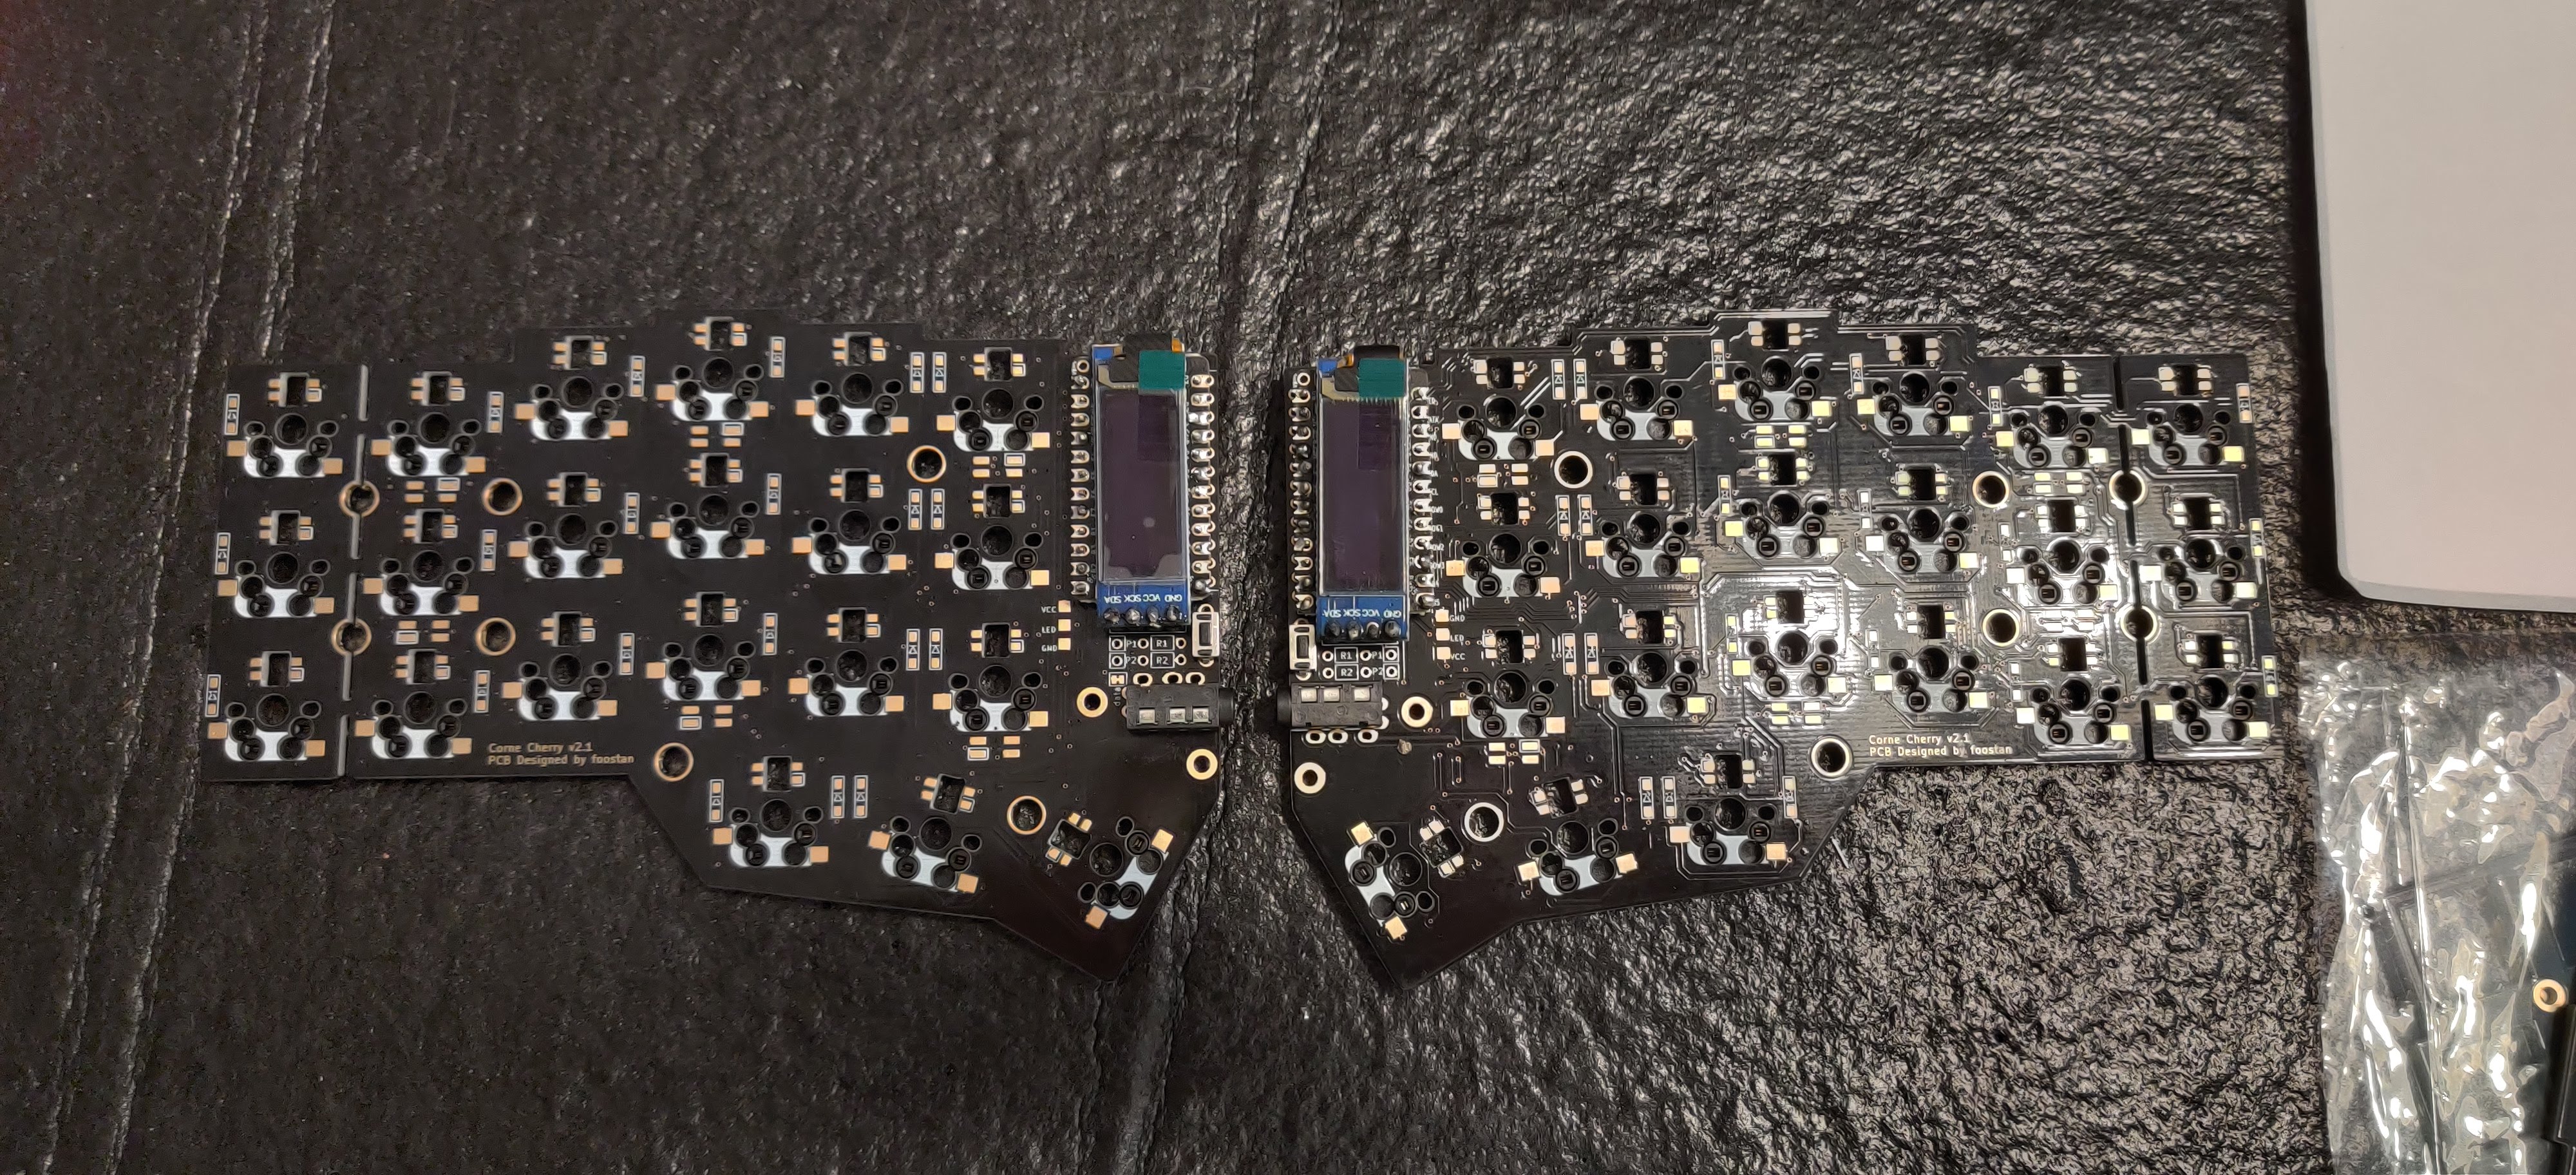 GND VCC SCK SDA
VCC
LED
GND
P1
R1
P2
R2
Corne Cherry v2.1
PCB Designed by foostan
GND VCC SCK SDA
GND
LED
VCC
R1
P1
R2
P2
Corne Cherry v2.1
PCB Designed by foostan